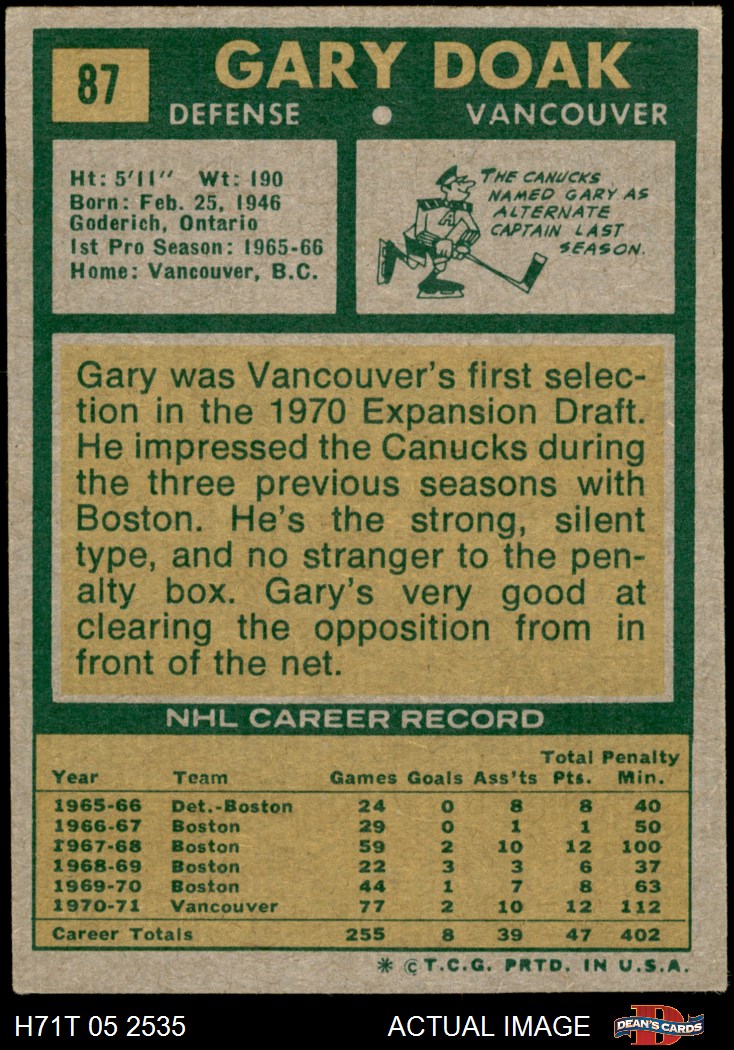 87
GARY DOAK
DEFENSE • VANCOUVER
Ht: 5'11" Wt: 190
Born: Feb. 25, 1946
Goderich, Ontario
1st Pro Season: 1965-66
Home: Vancouver, B.C.
THE CANUCKS
NAMED GARY AS
ALTERNATE
CAPTAIN LAST
SEASON.
A
Gary was Vancouver's first selec-
tion in the 1970 Expansion Draft.
He impressed the Canucks during
the three previous seasons with
Boston. He's the strong, silent
type, and no stranger to the pen-
alty box. Gary's very good at
clearing the opposition from in
front of the net.
NHL CAREER RECORD
Total Penalty
Year Team Games Goals Ass'ts Pts. Min.
1965-66 Det.-Boston 24 0 8 8 40
1966-67 Boston 29 0 1 1 50
1967-68 Boston 59 2 10 12 100
1968-69 Boston 22 3 3 6 37
1969-70 Boston 44 1 7 8 63
1970-71 Vancouver 77 2 10 12 112
Career Totals 255 8 39 47 402
* © T.C.G. PRTD. IN U.S.A.
H71T 05 2535 ACTUAL IMAGE
D
DEAN'S CARDS